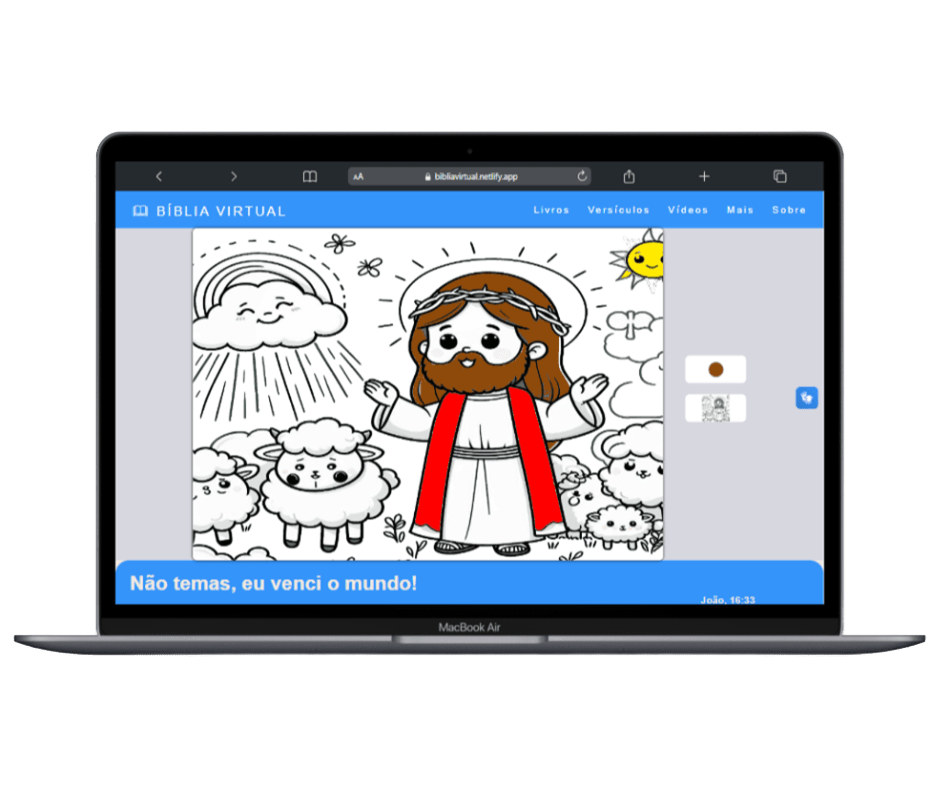 AA bibliavirtual.netlify.app
BÍBLIA VIRTUAL Livros Versículos Vídeos Mais Sobre
Não temas, eu venci o mundo!
João, 16:33
MacBook Air